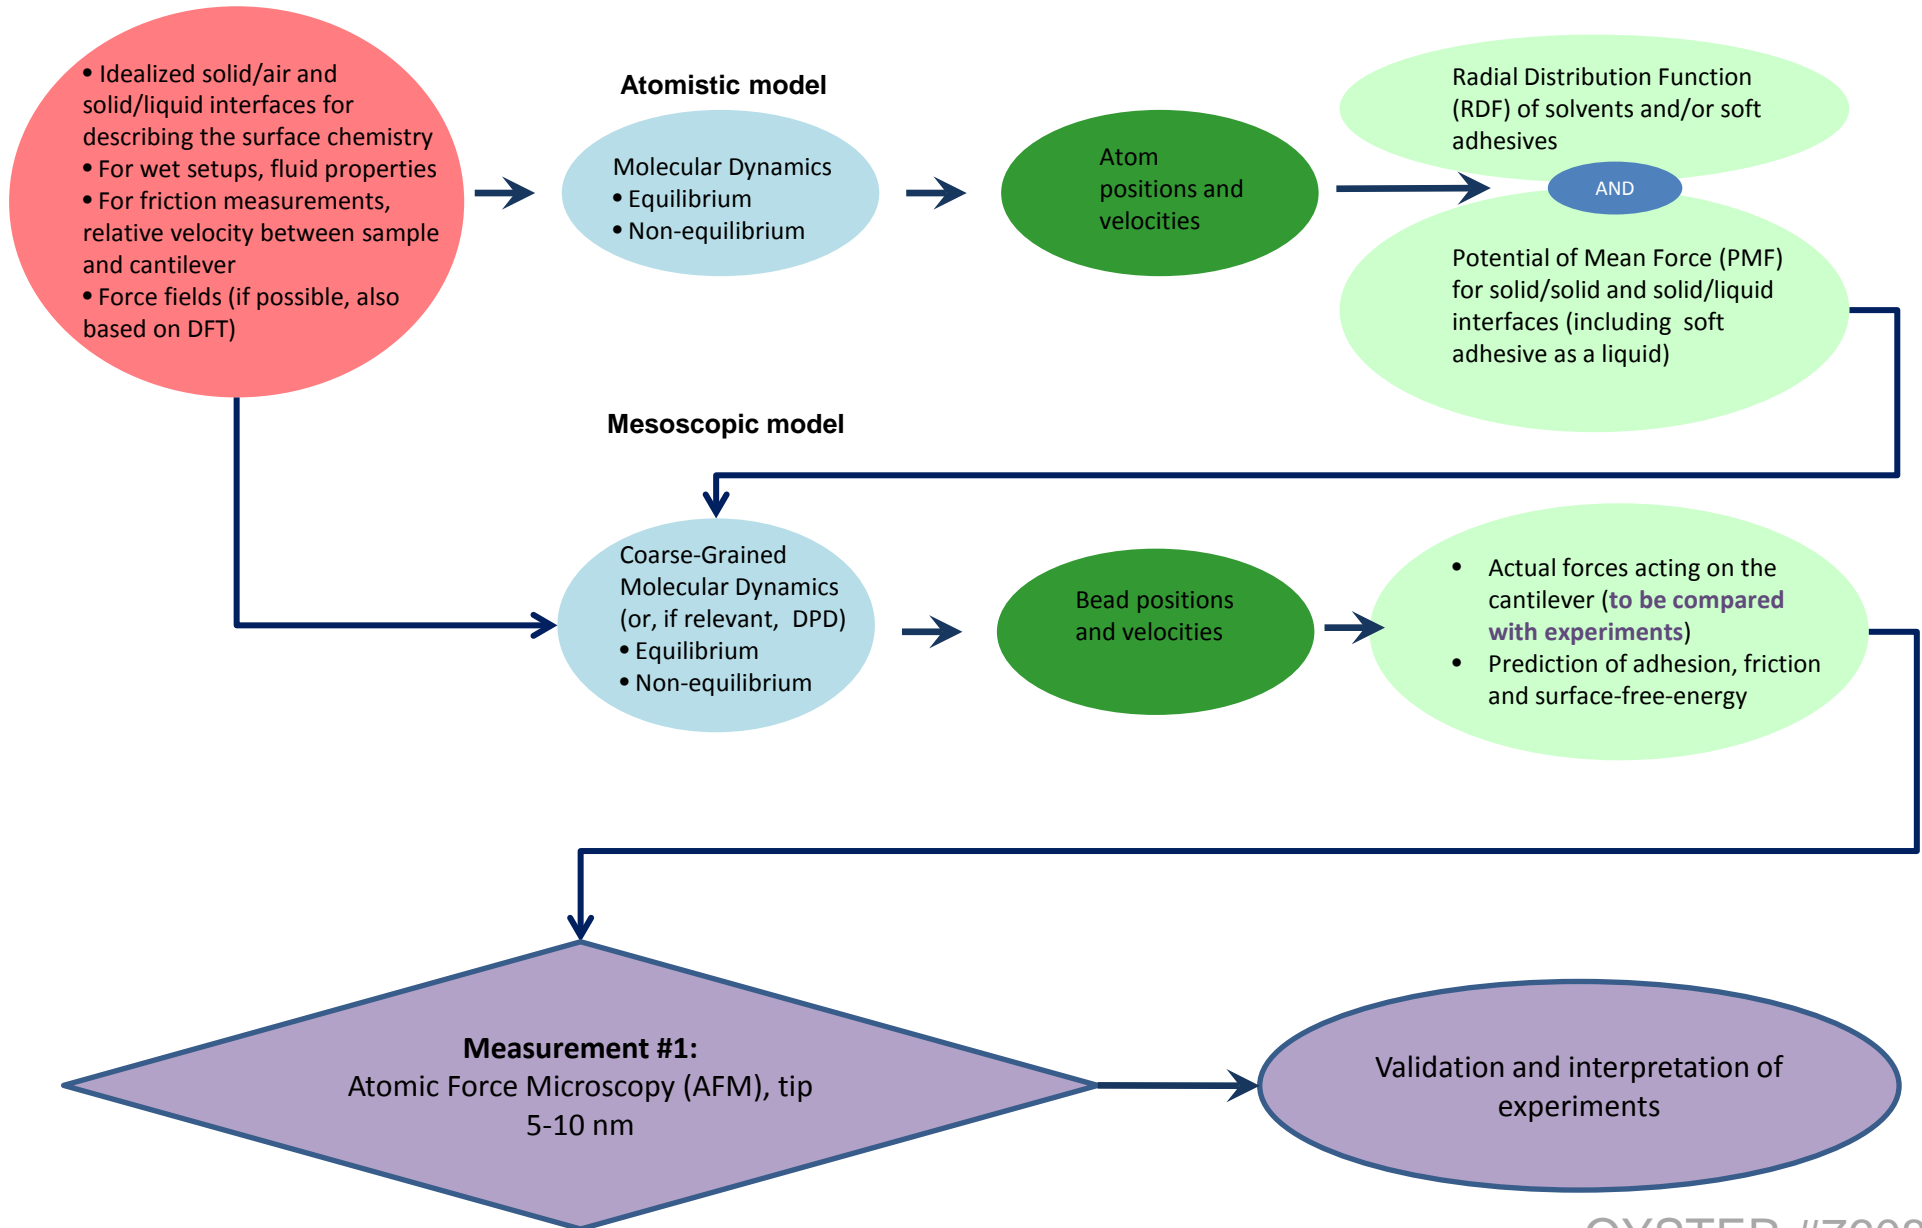 • Idealized solid/air and
solid/liquid interfaces for
describing the surface chemistry
• For wet setups, fluid properties
• For friction measurements,
relative velocity between sample
and cantilever
• Force fields (if possible, also
based on DFT)
Atomistic model
Molecular Dynamics
• Equilibrium
• Non-equilibrium
Atom
positions and
velocities
Radial Distribution Function
(RDF) of solvents and/or soft
adhesives
AND
Potential of Mean Force (PMF)
for solid/solid and solid/liquid
interfaces (including soft
adhesive as a liquid)
Mesoscopic model
Coarse-Grained
Molecular Dynamics
(or, if relevant, DPD)
• Equilibrium
• Non-equilibrium
Bead positions
and velocities
• Actual forces acting on the
cantilever (to be compared
with experiments)
• Prediction of adhesion, friction
and surface-free-energy
Measurement #1:
Atomic Force Microscopy (AFM), tip
5-10 nm
Validation and interpretation of
experiments
OYSTER